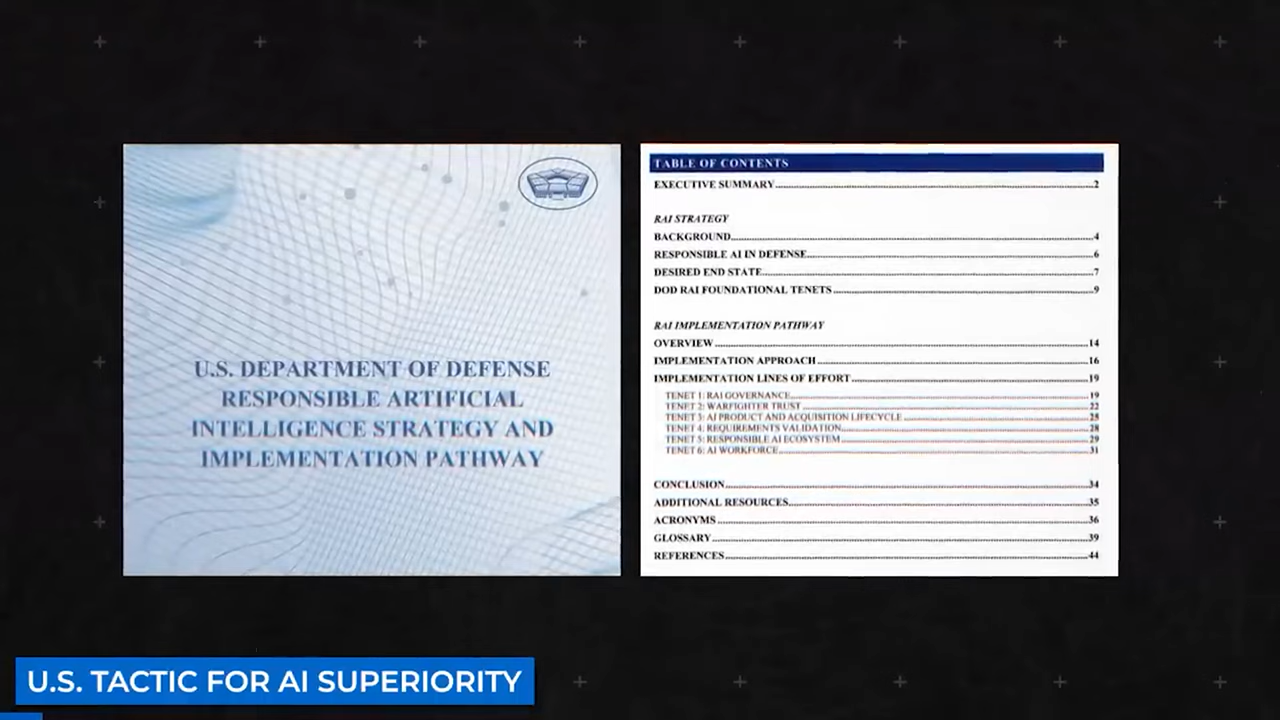 U.S. DEPARTMENT OF DEFENSE
RESPONSIBLE ARTIFICIAL
INTELLIGENCE STRATEGY AND
IMPLEMENTATION PATHWAY
TABLE OF CONTENTS
EXECUTIVE SUMMARY 2
RAI STRATEGY
BACKGROUND 4
RESPONSIBLE AI IN DEFENSE 6
DESIRED END STATE 7
DOD RAI FOUNDATIONAL TENETS 9
RAI IMPLEMENTATION PATHWAY
OVERVIEW 14
IMPLEMENTATION APPROACH 16
IMPLEMENTATION LINES OF EFFORT 19
TENET 1: RAI GOVERNANCE 19
TENET 2: WARFIGHTER TRUST 22
TENET 3: AI PRODUCT AND ACQUISITION LIFECYCLE
TENET 4: REQUIREMENTS VALIDATION 28
TENET 5: RESPONSIBLE AI ECOSYSTEM 29
TENET 6: AI WORKFORCE 31
CONCLUSION 34
ADDITIONAL RESOURCES 35
ACRONYMS 36
GLOSSARY 39
REFERENCES 44
U.S. TACTIC FOR AI SUPERIORITY